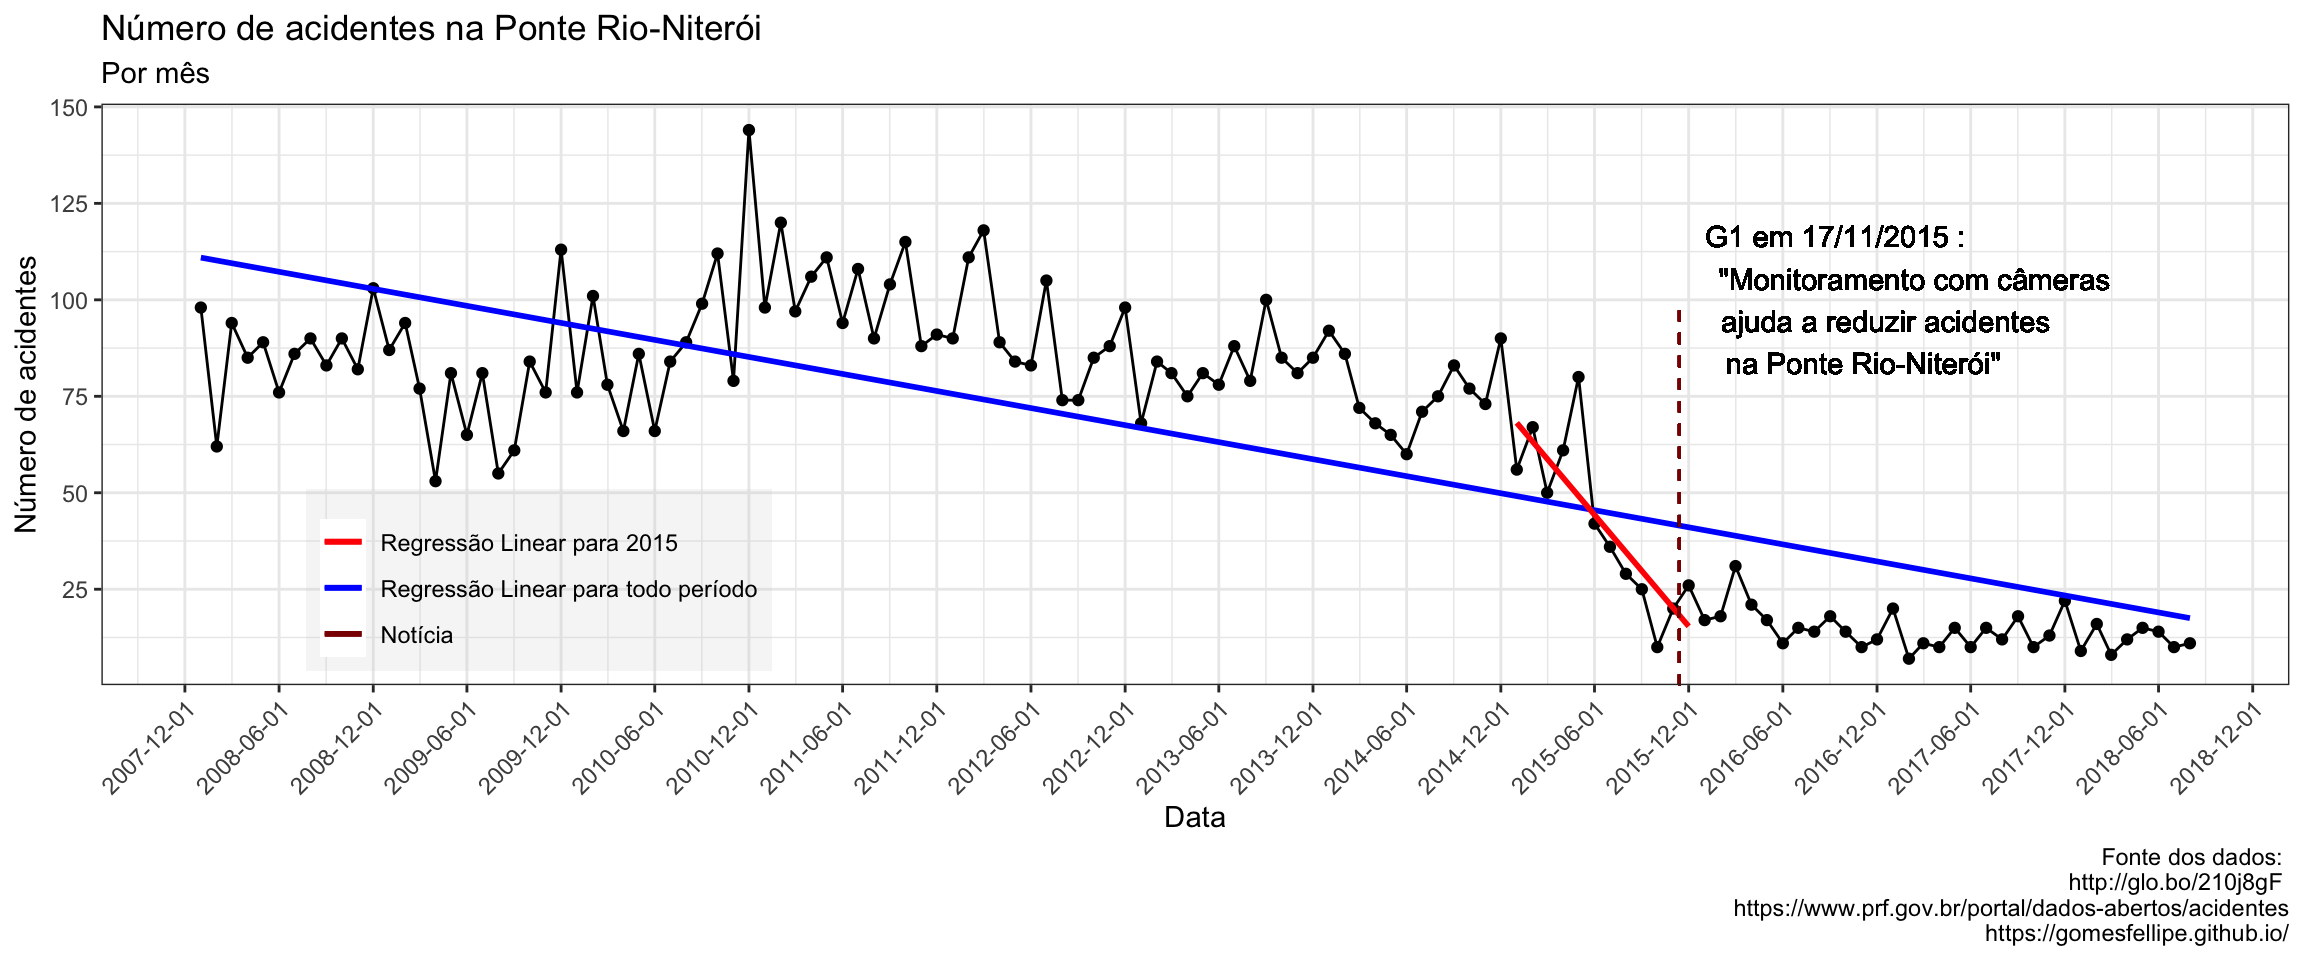 Número de acidentes na Ponte Rio-Niterói
Por mês
Número de acidentes
150
125
100
75
50
25
G1 em 17/11/2015 :
"Monitoramento com câmeras
ajuda a reduzir acidentes
na Ponte Rio-Niterói"
Regressão Linear para 2015
Regressão Linear para todo período
Notícia
2007-12-01
2008-06-01
2008-12-01
2009-06-01
2009-12-01
2010-06-01
2010-12-01
2011-06-01
2011-12-01
2012-06-01
2012-12-01
2013-06-01
2013-12-01
2014-06-01
2014-12-01
2015-06-01
2015-12-01
2016-06-01
2016-12-01
2017-06-01
2017-12-01
2018-06-01
2018-12-01
Data
Fonte dos dados:
http://glo.bo/210j8gF
https://www.prf.gov.br/portal/dados-abertos/acidentes
https://gomesfellipe.github.io/